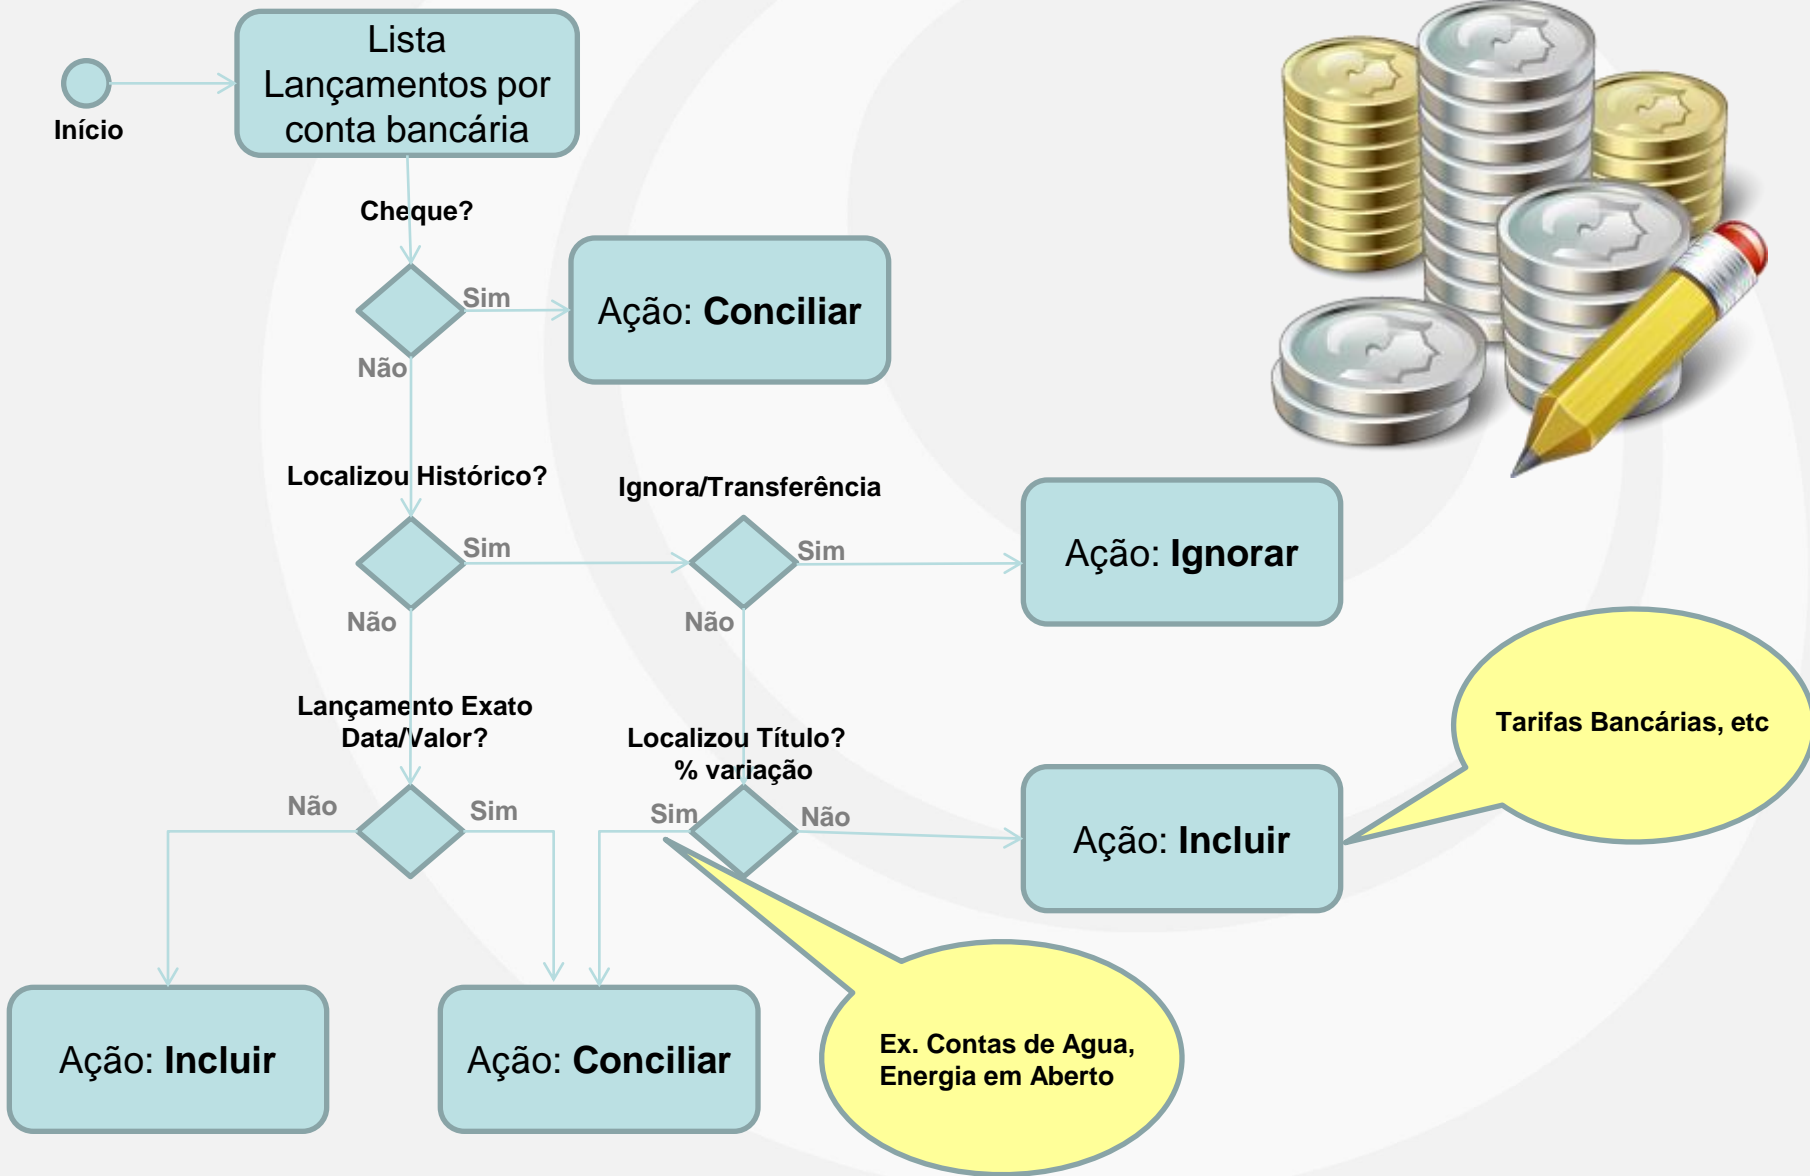 Lista
Lançamentos por
conta bancária
Início
Cheque?
Sim
Ação: Conciliar
Não
Localizou Histórico?
Ignora/Transferência
Sim
Sim
Ação: Ignorar
Não
Não
Lançamento Exato
Data/Valor?
Localizou Título?
% variação
Tarifas Bancárias, etc
Não
Sim
Sim
Não
Ação: Incluir
Ação: Incluir
Ação: Conciliar
Ex. Contas de Agua,
Energia em Aberto